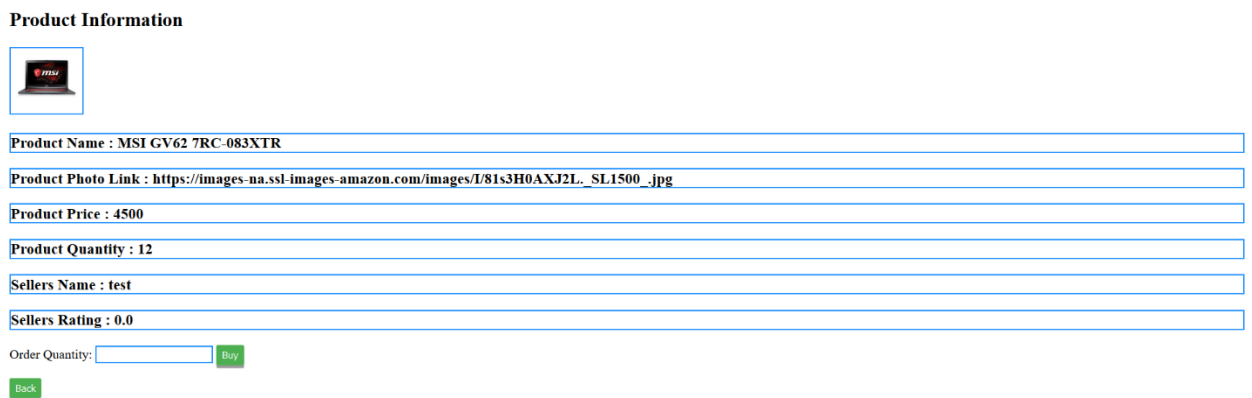 Product Information
msi
Product Name : MSI GV62 7RC-083XTR
Product Photo Link : https://images-na.ssl-images-amazon.com/images/I/81s3H0AXJ2L._SL1500_.jpg
Product Price : 4500
Product Quantity : 12
Sellers Name : test
Sellers Rating : 0.0
Order Quantity: Buy
Back